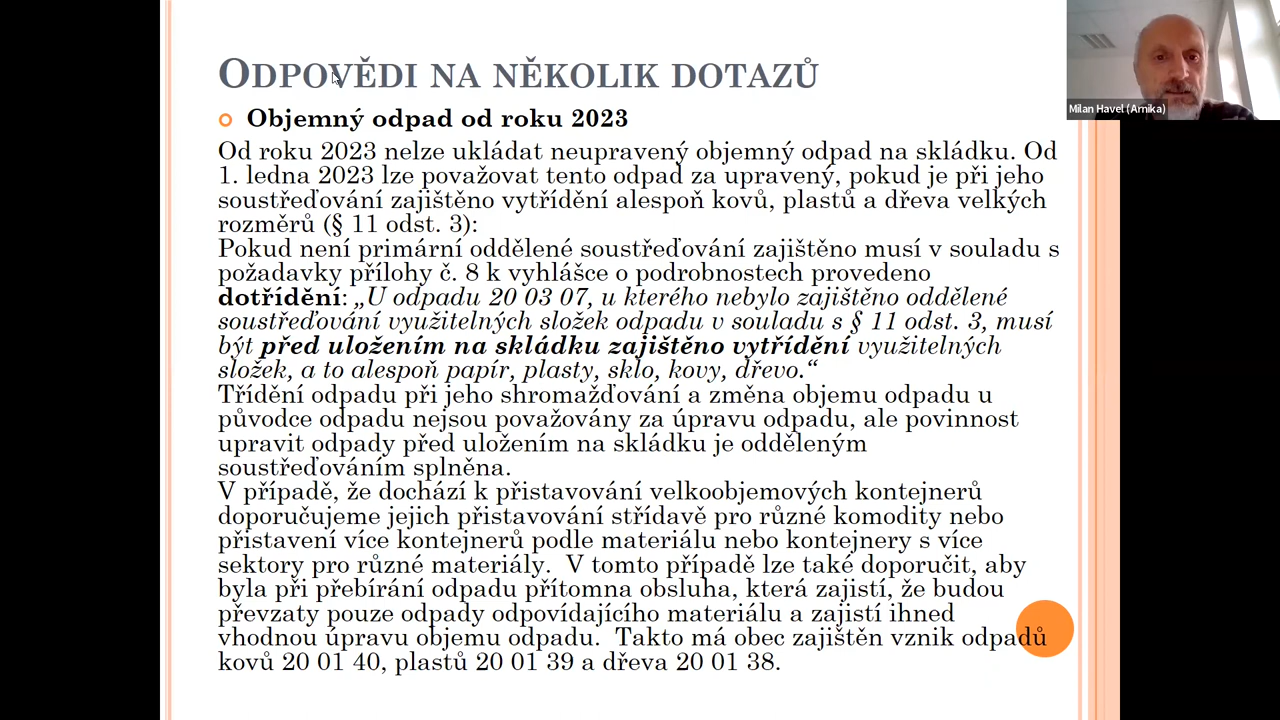 Odpovědi na několik dotazů
Objemný odpad od roku 2023
Od roku 2023 nelze ukládat neupravený objemný odpad na skládku. Od
1. ledna 2023 lze považovat tento odpad za upravený, pokud je při jeho
soustřeďování zajištěno vytřídění alespoň kovů, plastů a dřeva velkých
rozměrů (§ 11 odst. 3):
Pokud není primární oddělené soustřeďování zajištěno musí v souladu s
požadavky přílohy č. 8 k vyhlášce o podrobnostech provedeno
dotřídění: „U odpadu 20 03 07, u kterého nebylo zajištěno oddělené
soustřeďování využitelných složek odpadu v souladu s § 11 odst. 3, musí
být před uložením na skládku zajištěno vytřídění využitelných
složek, a to alespoň papír, plasty, sklo, kovy, dřevo.“
Třídění odpadu při jeho shromažďování a změna objemu odpadu u
původce odpadu nejsou považovány za úpravu odpadu, ale povinnost
upravit odpady před uložením na skládku je odděleným
soustřeďováním splněna.
V případě, že dochází k přistavování velkoobjemových kontejnerů
doporučujeme jejich přistavování střídavě pro různé komodity nebo
přistavení více kontejnerů podle materiálu nebo kontejnery s více
sektory pro různé materiály.  V tomto případě lze také doporučit, aby
byla při přebírání odpadu přítomna obsluha, která zajistí, že budou
převzaty pouze odpady odpovídajícího materiálu a zajistí ihned
vhodnou úpravu objemu odpadu.  Takto má obec zajištěn vznik odpadů
kovů 20 01 40, plastů 20 01 39 a dřeva 20 01 38.
Milan Havel (Arnika)